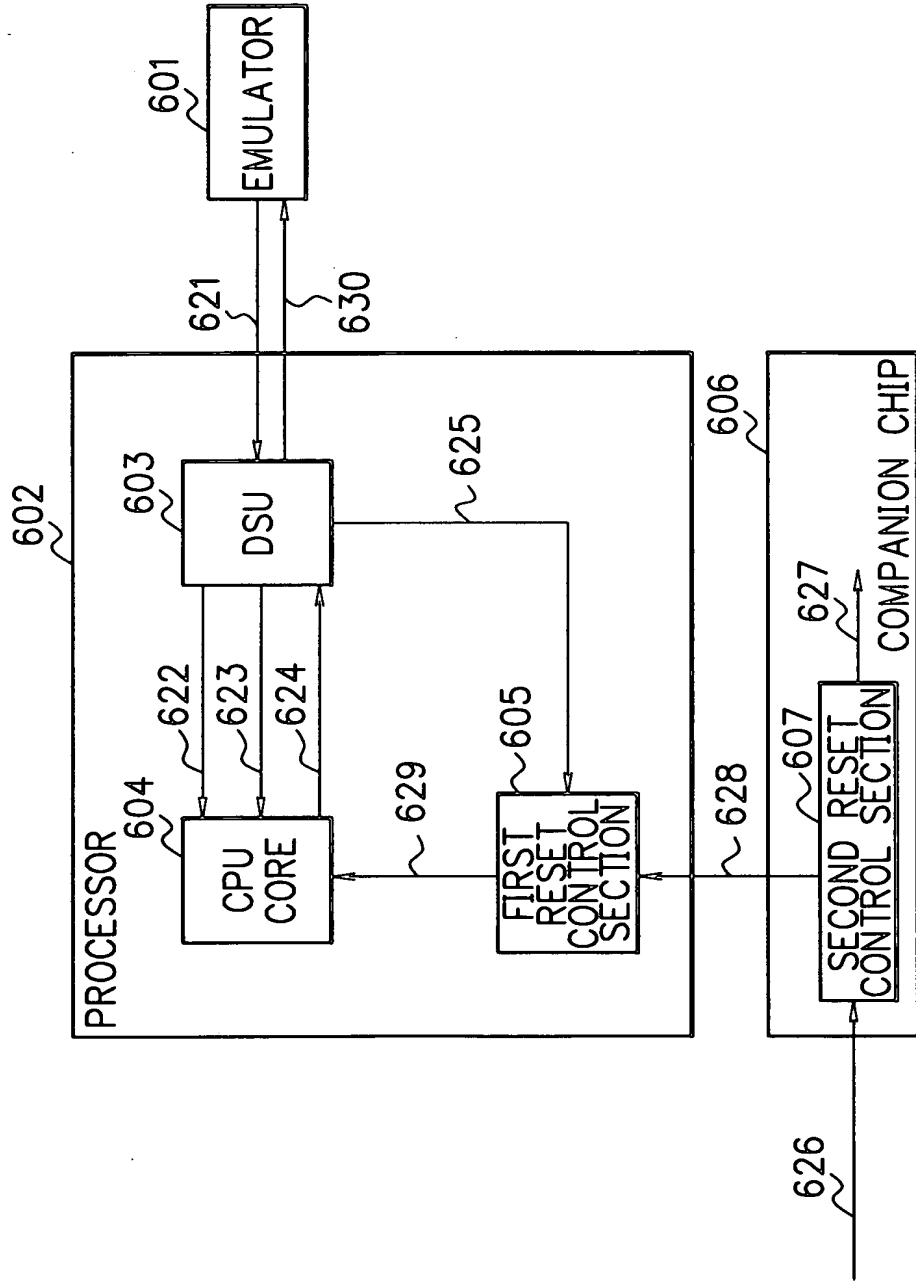 602
PROCESSOR
604
CPU
CORE
622
623
624
603
DSU
621
630
601
EMULATOR
625
629
605
FIRST
RESET
CONTROL
SECTION
628
606
607
SECOND RESET
CONTROL SECTION
627
COMPANION CHIP
626